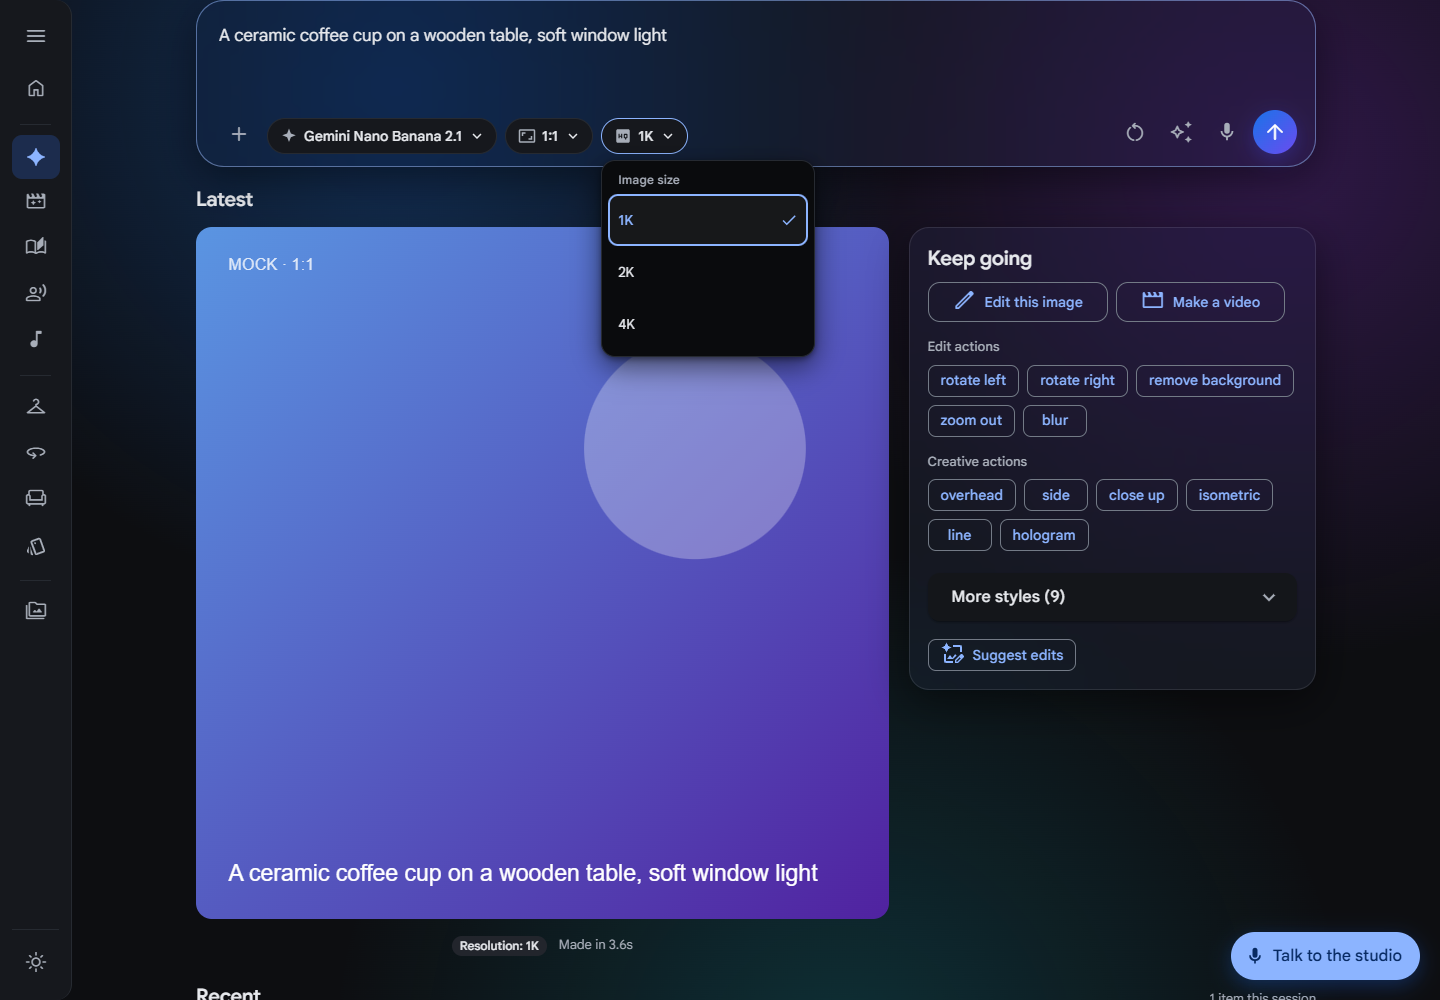 A ceramic coffee cup on a wooden table, soft window light
Gemini Nano Banana 2.1
1:1
HQ
1K
Image size
1K
2K
4K
Latest
MOCK · 1:1
A ceramic coffee cup on a wooden table, soft window light
Resolution: 1K
Made in 3.6s
Keep going
Edit this image
Make a video
Edit actions
rotate left
rotate right
remove background
zoom out
blur
Creative actions
overhead
side
close up
isometric
line
hologram
More styles (9)
Suggest edits
Talk to the studio
Recent
1 item this session